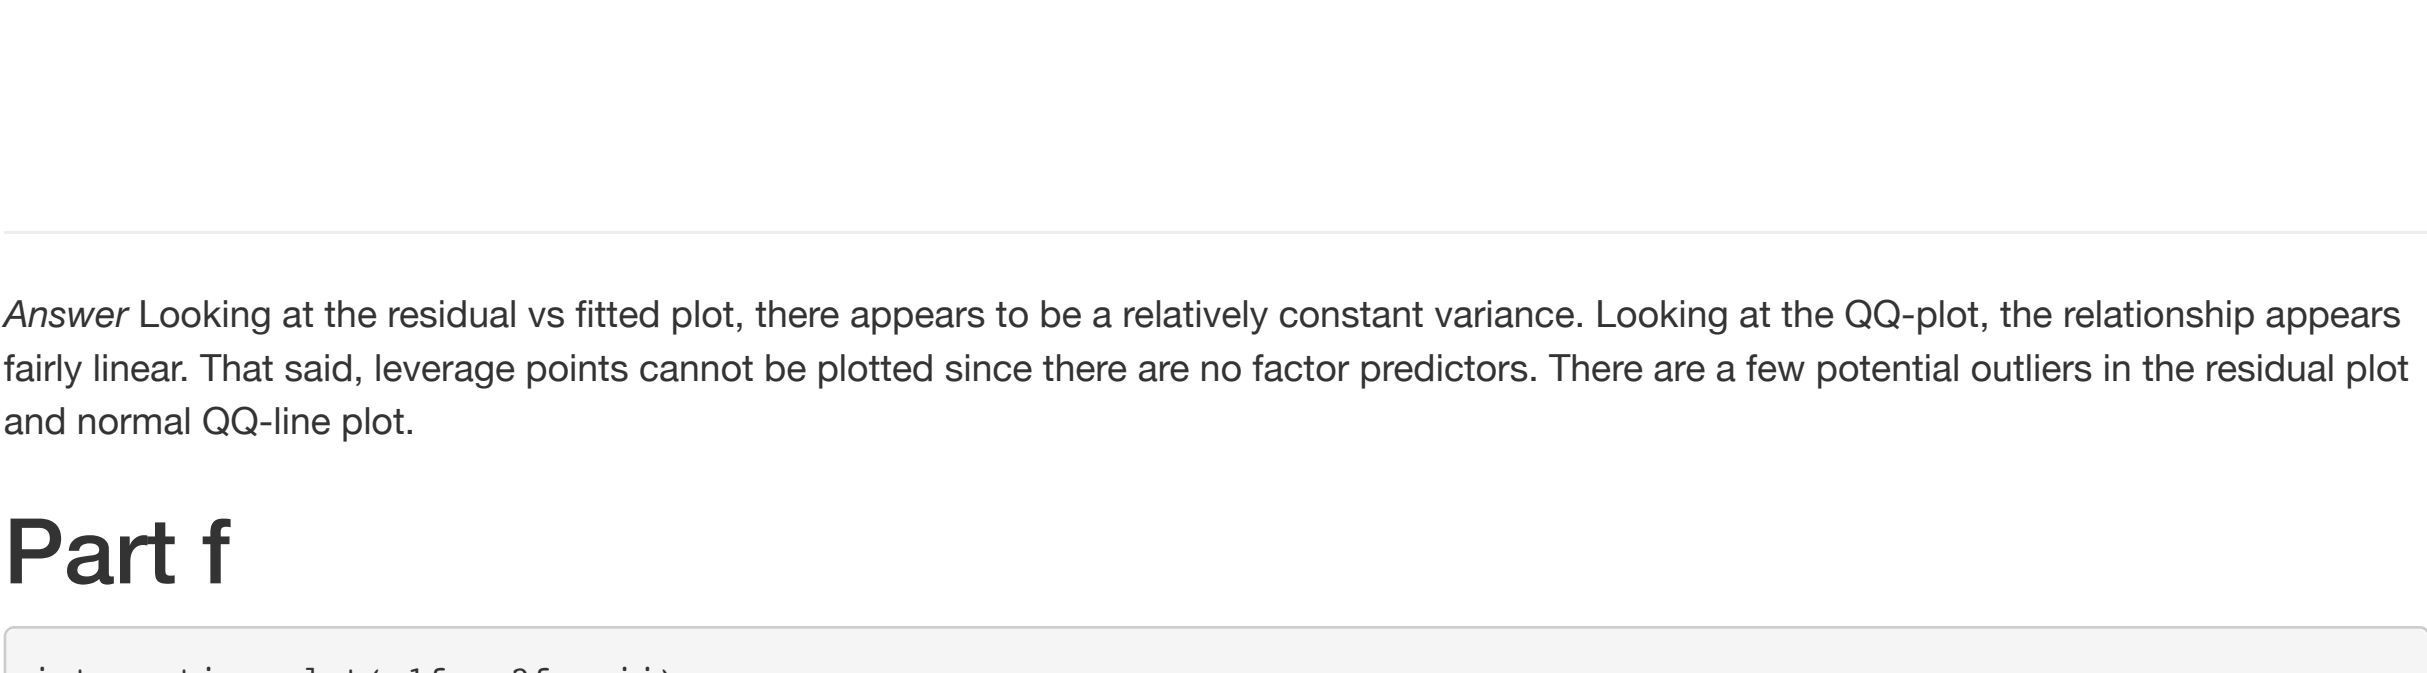 Answer Looking at the residual vs fitted plot, there appears to be a relatively constant variance. Looking at the QQ-plot, the relationship appears
fairly linear. That said, leverage points cannot be plotted since there are no factor predictors. There are a few potential outliers in the residual plot
and normal QQ-line plot.
Part f